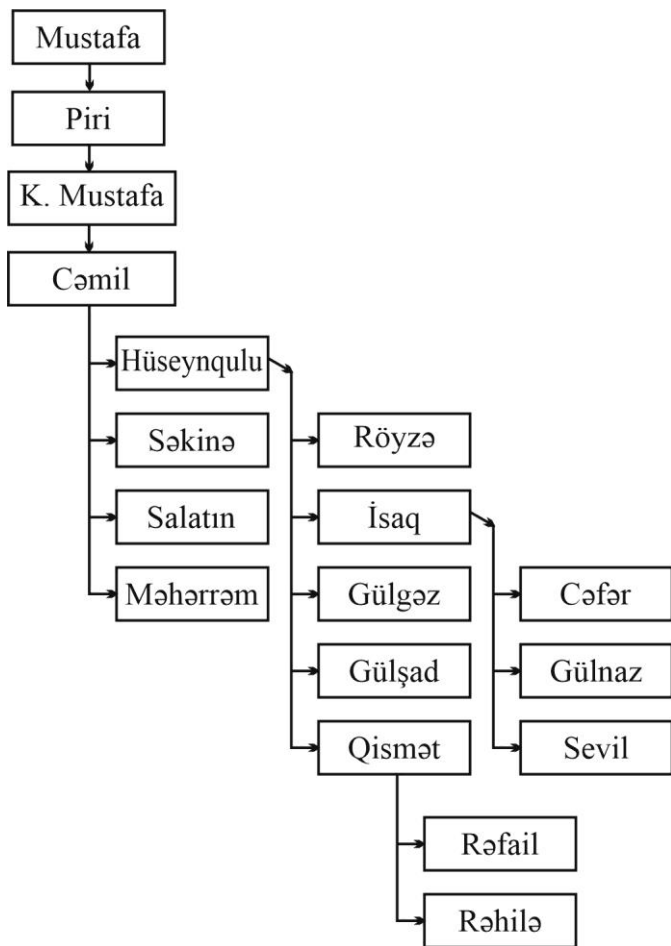 Mustafa
Piri
K. Mustafa
Cəmil
Hüseynqulu
Səkinə
Röyzə
Salatın
İsaq
Məhərrəm
Gülgəz
Cəfər
Gülşad
Gülnaz
Qismət
Sevil
Rəfail
Rəhilə